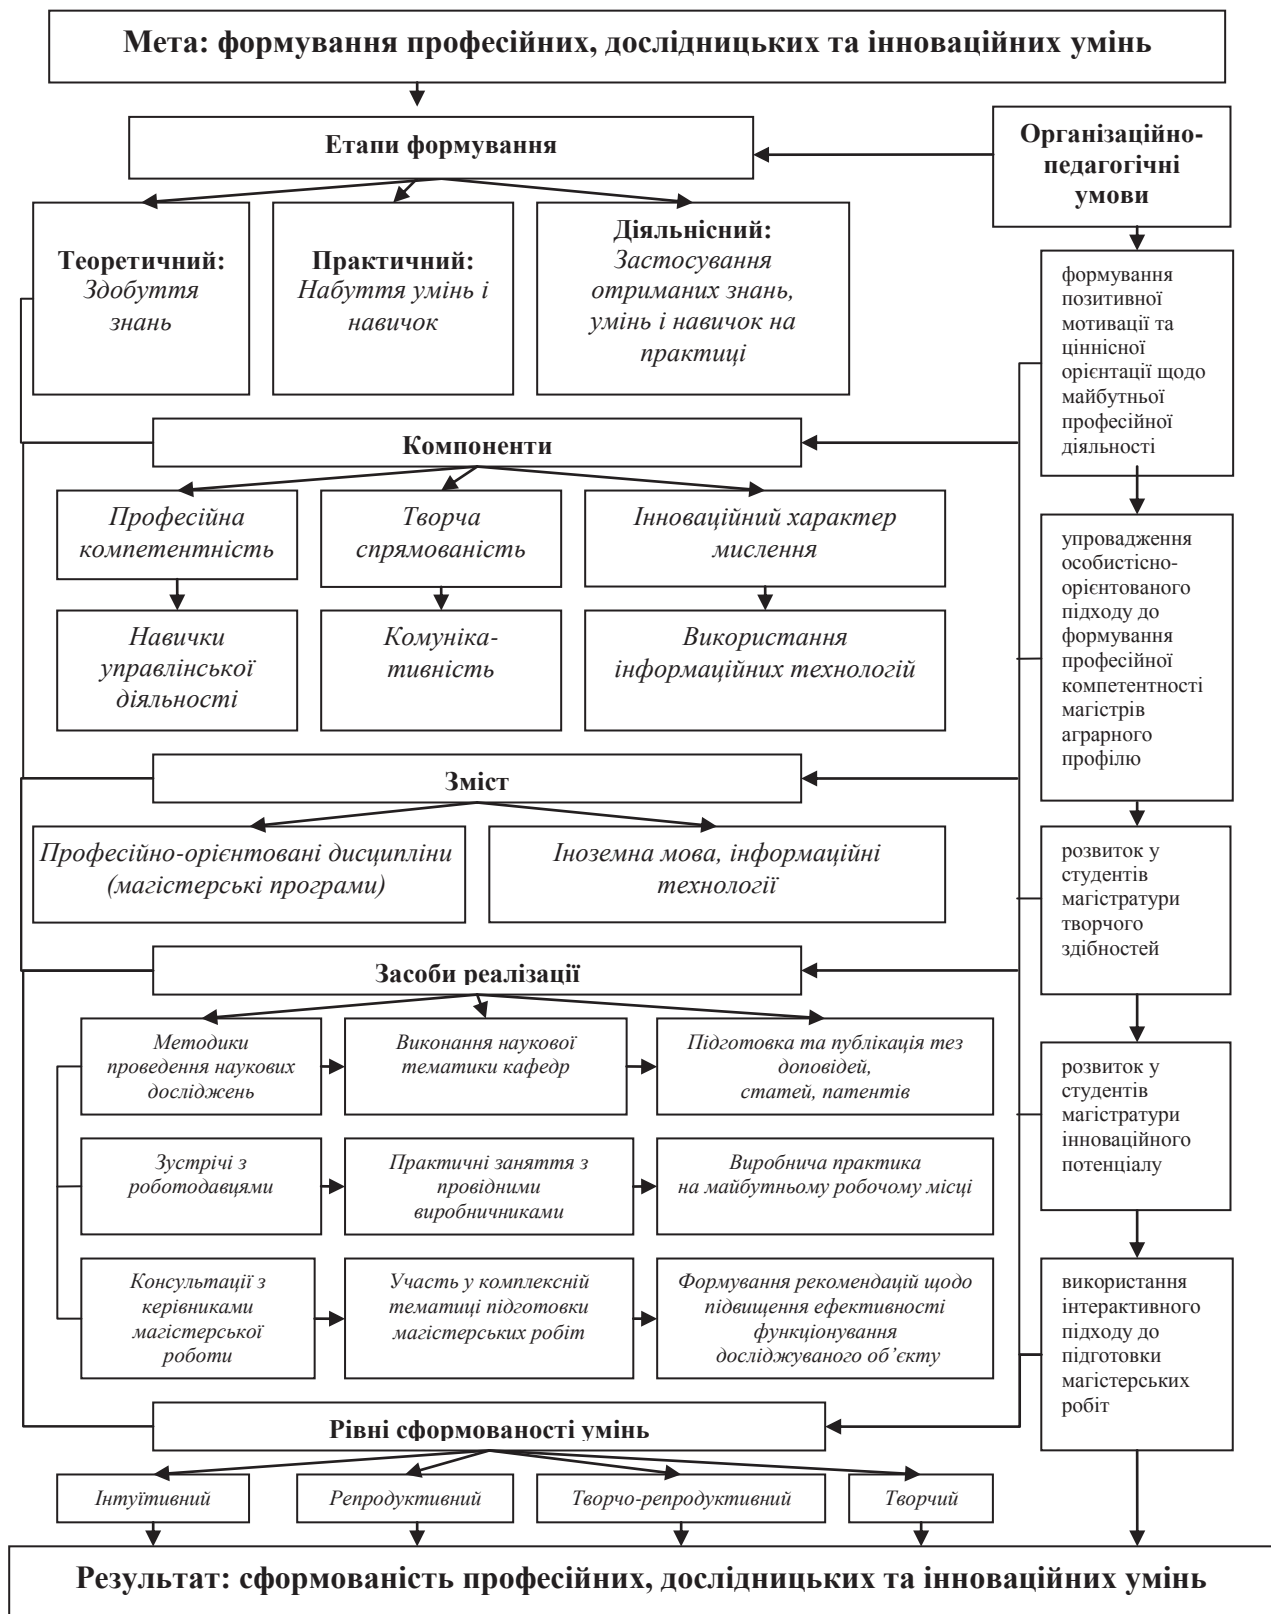 Мета: формування професійних, дослідницьких та інноваційних умінь
Етапи формування
Організаційно-
педагогічні
умови
Теоретичний:
Здобуття
знань
Практичний:
Набуття умінь і
навичок
Діяльнісний:
Застосування
отриманих знань,
умінь і навичок на
практиці
формування
позитивної
мотивації та
ціннісної
орієнтації щодо
майбутньої
професійної
діяльності
Компоненти
Професійна
компетентність
Творча
спрямованість
Інноваційний характер
мислення
Навички
управлінської
діяльності
Комуніка-
тивність
Використання
інформаційних технологій
упровадження
особистісно-
орієнтованого
підходу до
формування
професійної
компетентності
магістрів
аграрного
профілю
Зміст
Професійно-орієнтовані дисципліни
(магістерські програми)
Іноземна мова, інформаційні
технології
розвиток у
студентів
магістратури
творчого
здібностей
Засоби реалізації
Методики
проведення наукових
досліджень
Виконання наукової
тематики кафедр
Підготовка та публікація тез
доповідей,
статей, патентів
розвиток у
студентів
магістратури
інноваційного
потенціалу
Зустрічі з
роботодавцями
Практичні заняття з
провідними
виробничниками
Виробнича практика
на майбутньому робочому місці
Консультації з
керівниками
магістерської
роботи
Участь у комплексній
тематиці підготовки
магістерських робіт
Формування рекомендацій щодо
підвищення ефективності
функціонування
досліджуваного об’єкту
використання
інтерактивного
підходу до
підготовки
магістерських
робіт
Рівні сформованості умінь
Інтуїтивний
Репродуктивний
Творчо-репродуктивний
Творчий
Результат: сформованість професійних, дослідницьких та інноваційних умінь